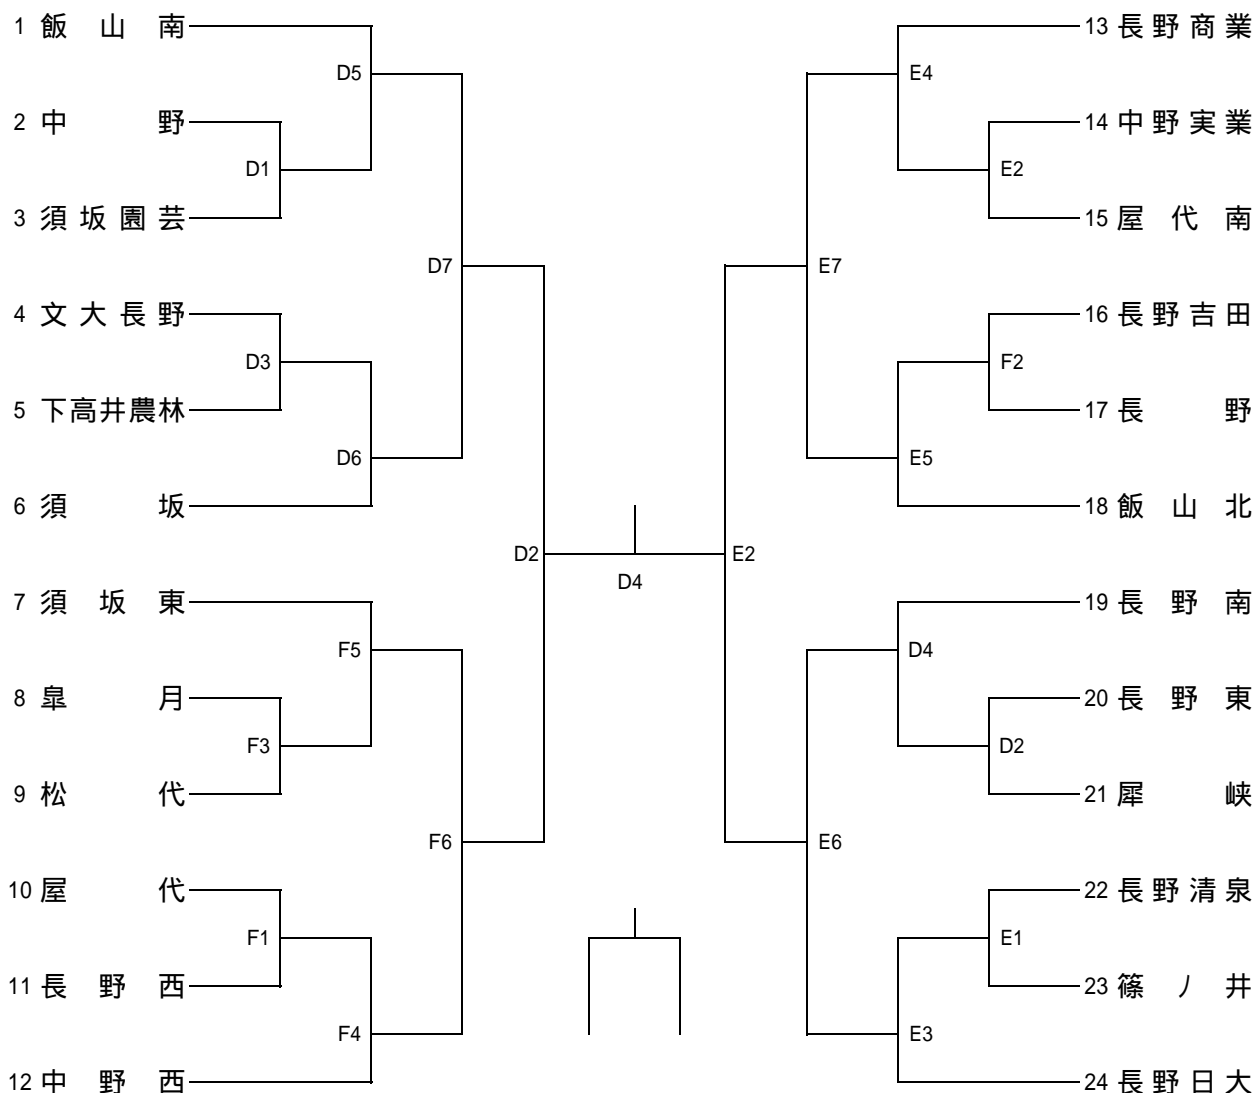 1 飯山南
D5
2 中野
D1
3 須坂園芸
D7
4 文大長野
D3
5 下高井農林
D6
6 須坂
D2
7 須坂東
F5
8 皐月
F3
9 松代
F6
10 屋代
F1
11 長野西
F4
12 中野西
D4
13 長野商業
E4
14 中野実業
E2
15 屋代南
E7
16 長野吉田
F2
17 長野
E5
18 飯山北
E2
19 長野南
D4
20 長野東
D2
21 犀峡
E6
22 長野清泉
E1
23 篠ノ井
E3
24 長野日大